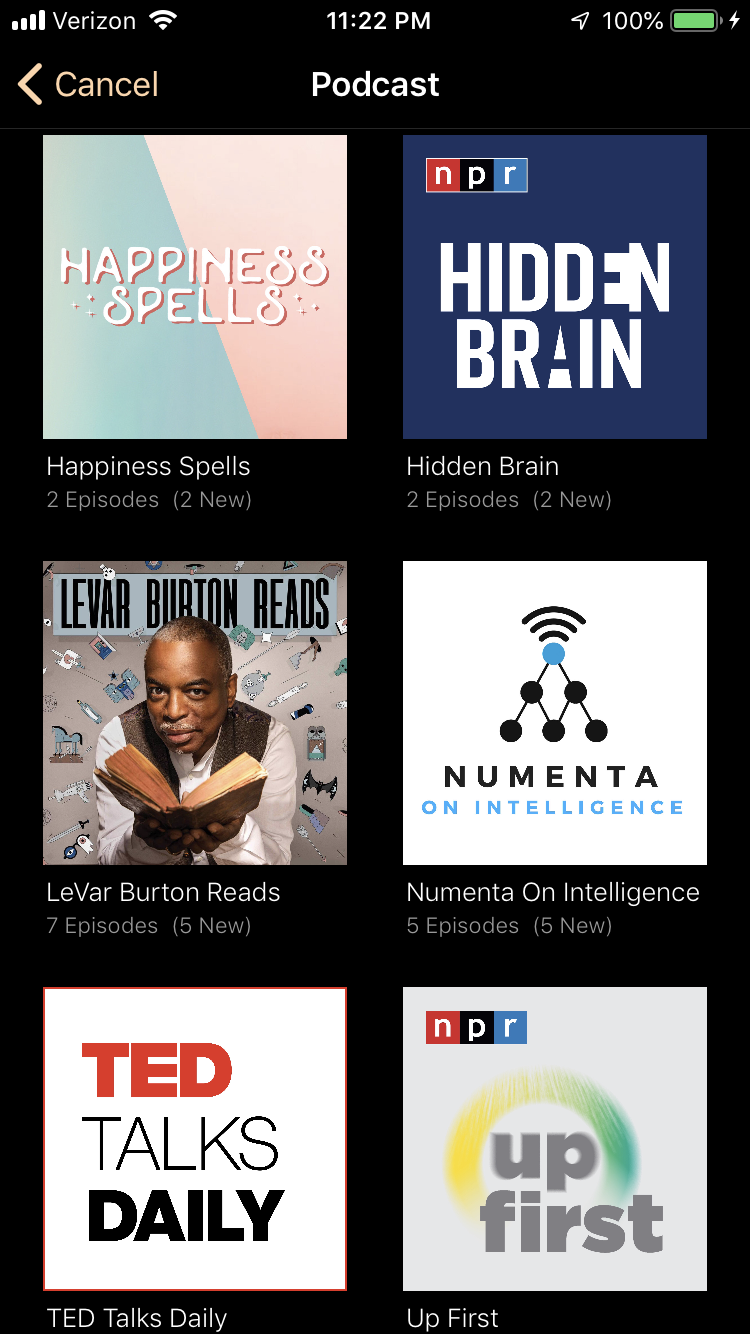 Verizon 11:22 PM 100%
Cancel Podcast
HAPPINESS
SPELLS
Happiness Spells
2 Episodes (2 New)
npr
HIDDEN
BRAIN
Hidden Brain
2 Episodes (2 New)
LEVAR BURTON READS
LeVar Burton Reads
7 Episodes (5 New)
NUMENTA
ON INTELLIGENCE
Numenta On Intelligence
5 Episodes (5 New)
TED
TALKS
DAILY
TED Talks Daily
npr
up
first
Up First